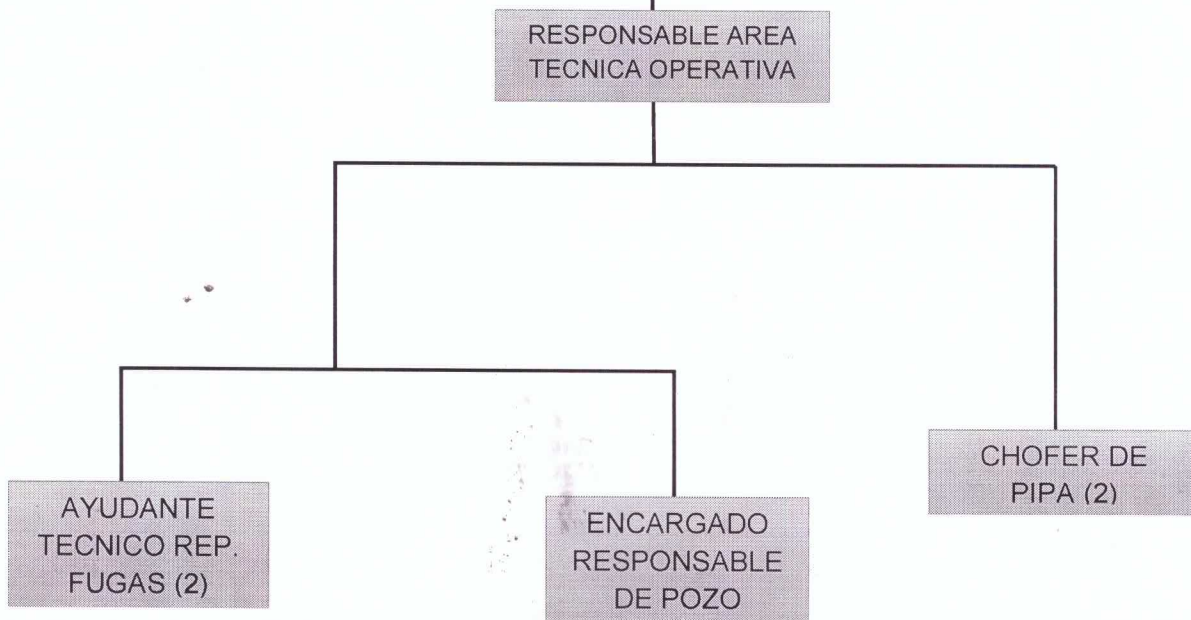 RESPONSABLE AREA
TECNICA OPERATIVA
CHOFER DE
PIPA (2)
AYUDANTE
TECNICO REP.
FUGAS (2)
ENCARGADO
RESPONSABLE
DE POZO